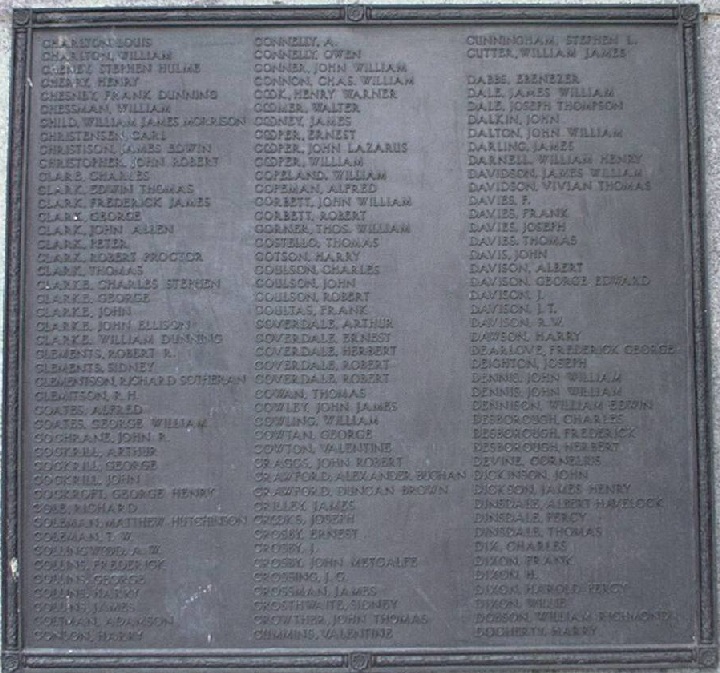 CHARLTON, LOUIS
CHARLTON, WILLIAM
CHENEY, STEPHEN HULME
CHERRY, HENRY
CHESNEY, FRANK DUNNING
CHESSMAN, WILLIAM
CHILD, WILLIAM JAMES MORRISON
CHRISTENSEN, CARL
CHRISTISON, JAMES EDWIN
CHRISTOPHER, JOHN ROBERT
CLARE, CHARLES
CLARK, EDWIN THOMAS
CLARK, FREDERICK JAMES
CLARK, GEORGE
CLARK, JOHN ALLEN
CLARK, PETER
CLARK, ROBERT PROCTOR
CLARK, THOMAS
CLARKE, CHARLES STEPHEN
CLARKE, GEORGE
CLARKE, JOHN
CLARKE, JOHN ELLISON
CLARKE, WILLIAM DUNNING
CLEMENTS, ROBERT R.
CLEMENTS, SIDNEY
CLEMENTSON, RICHARD SOTHERAN
CLEMITSON, R.H.
COATES, ALFRED
COATES, GEORGE WILLIAM
COCHRANE, JOHN R.
COCKRILL, ARTHUR
COCKRILL, GEORGE
COCKRILL, JOHN
COCKROFT, GEORGE HENRY
COLE, RICHARD
COLEMAN, MATTHEW HUTCHINSON
COLEMAN, T. W.
COLLINGWOOD, A. W.
COLLINS, FREDERICK
COLLINS, GEORGE
COLLINS, HARRY
COLLINS, JAMES
COLTMAN, ADAMSON
CONLON, HARRY
CONNELLY, A.
CONNELLY, OWEN
CONNER, JOHN WILLIAM
CONNON, CHAS. WILLIAM
COOK, HENRY WARNER
COOMER, WALTER
COONEY, JAMES
COOPER, ERNEST
COOPER, JOHN LAZARUS
COOPER, WILLIAM
COPELAND, WILLIAM
COPEMAN, ALFRED
CORBETT, JOHN WILLIAM
CORBETT, ROBERT
CORNER, THOS. WILLIAM
COSTELLO, THOMAS
COTSON, HARRY
COULSON, CHARLES
COULSON, JOHN
COULSON, ROBERT
COULTAS, FRANK
COVERDALE, ARTHUR
COVERDALE, ERNEST
COVERDALE, HERBERT
COVERDALE, ROBERT
COVERDALE, ROBERT
COWAN, THOMAS
COWLEY, JOHN JAMES
COWLING, WILLIAM
COWTAN, GEORGE
COWTON, VALENTINE
CRAGGS, JOHN ROBERT
CRAWFORD, ALEXANDER BUCHAN
CRAWFORD, DUNCAN BROWN
CRILLEY, JAMES
CROOKS, JOSEPH
CROSBY, ERNEST
CROSBY, J.
CROSBY, JOHN METCALFE
CROSSING, J. G.
CROSSMAN, JAMES
CROSTHWAITE, SIDNEY
CROWTHER, JOHN THOMAS
CUMMINS, VALENTINE
CUNNINGHAM, STEPHEN L.
CUTTER, WILLIAM JAMES
DABBS, EBENEZER
DALE, JAMES WILLIAM
DALE, JOSEPH THOMPSON
DALKIN, JOHN
DALTON, JOHN WILLIAM
DARLING, JAMES
DARNELL, WILLIAM HENRY
DAVIDSON, JAMES WILLIAM
DAVIDSON, VIVIAN THOMAS
DAVIES, F.
DAVIES, FRANK
DAVIES, JOSEPH
DAVIES, THOMAS
DAVIS, JOHN
DAVISON, ALBERT
DAVISON, GEORGE EDWARD
DAVISON, J.
DAVISON, J. T.
DAVISON, R.W.
DAWSON, HARRY
DEARLOVE, FREDERICK GEORGE
DEIGHTON, JOSEPH
DENNIS, JOHN WILLIAM
DENNIS, JOHN WILLIAM
DENNISON, WILLIAM EDWIN
DESBOROUGH, CHARLES
DESBOROUGH, FREDERICK
DESBOROUGH, HERBERT
DEVINE, CORNELIUS
DICKINSON, JOHN
DICKSON, JAMES HENRY
DINSDALE, ALBERT HAVELOCK
DINSDALE, PERCY
DINSDALE, THOMAS
DIX, CHARLES
DIXON, FRANK
DIXON, H.
DIXON, HAROLD PERCY
DIXON, WILLIE
DOBSON, WILLIAM RICHMOND
DOCHERTY, HARRY